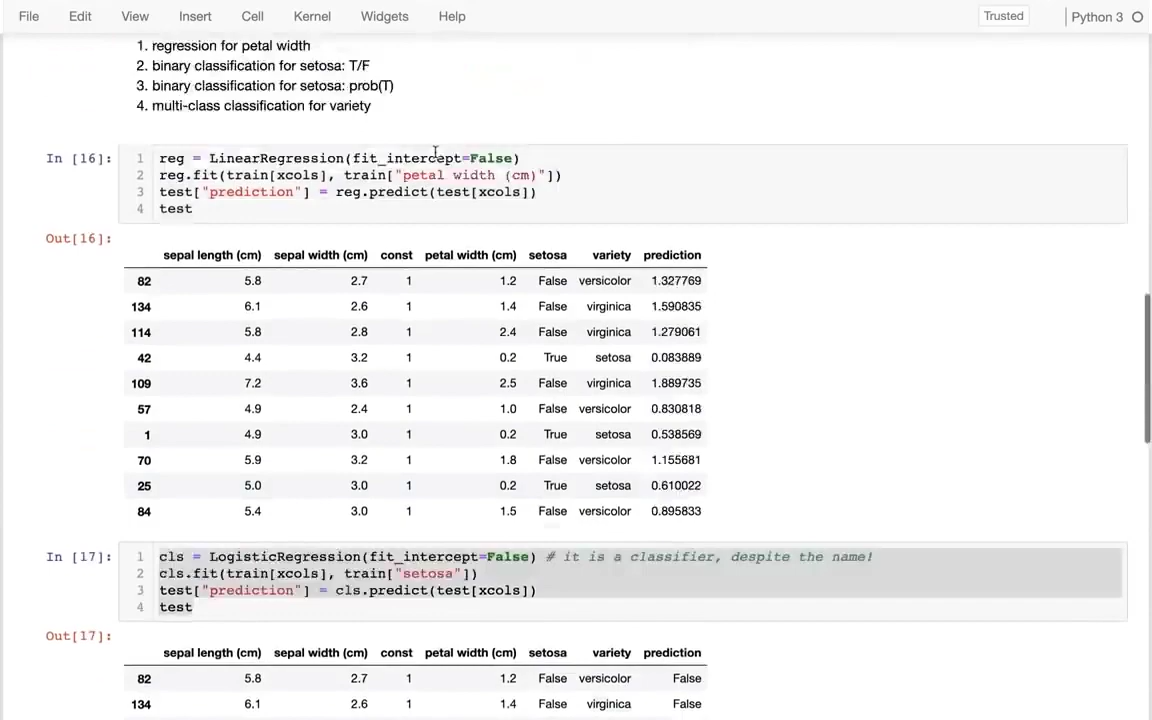 File Edit View Insert Cell Kernel Widgets Help Trusted Python 3
1. regression for petal width
2. binary classification for setosa: T/F
3. binary classification for setosa: prob(T)
4. multi-class classification for variety
In [16]: 1 reg = LinearRegression(fit_intercept=False)
2 reg.fit(train[xcols], train["petal width (cm)"])
3 test["prediction"] = reg.predict(test[xcols])
4 test
Out[16]:
sepal length (cm) sepal width (cm) const petal width (cm) setosa variety prediction
82 5.8 2.7 1 1.2 False versicolor 1.327769
134 6.1 2.6 1 1.4 False virginica 1.590835
114 5.8 2.8 1 2.4 False virginica 1.279061
42 4.4 3.2 1 0.2 True setosa 0.083889
109 7.2 3.6 1 2.5 False virginica 1.889735
57 4.9 2.4 1 1.0 False versicolor 0.830818
1 4.9 3.0 1 0.2 True setosa 0.538569
70 5.9 3.2 1 1.8 False versicolor 1.155681
25 5.0 3.0 1 0.2 True setosa 0.610022
84 5.4 3.0 1 1.5 False versicolor 0.895833
In [17]: 1 cls = LogisticRegression(fit_intercept=False) # it is a classifier, despite the name!
2 cls.fit(train[xcols], train["setosa"])
3 test["prediction"] = cls.predict(test[xcols])
4 test
Out[17]:
sepal length (cm) sepal width (cm) const petal width (cm) setosa variety prediction
82 5.8 2.7 1 1.2 False versicolor False
134 6.1 2.6 1 1.4 False virginica False